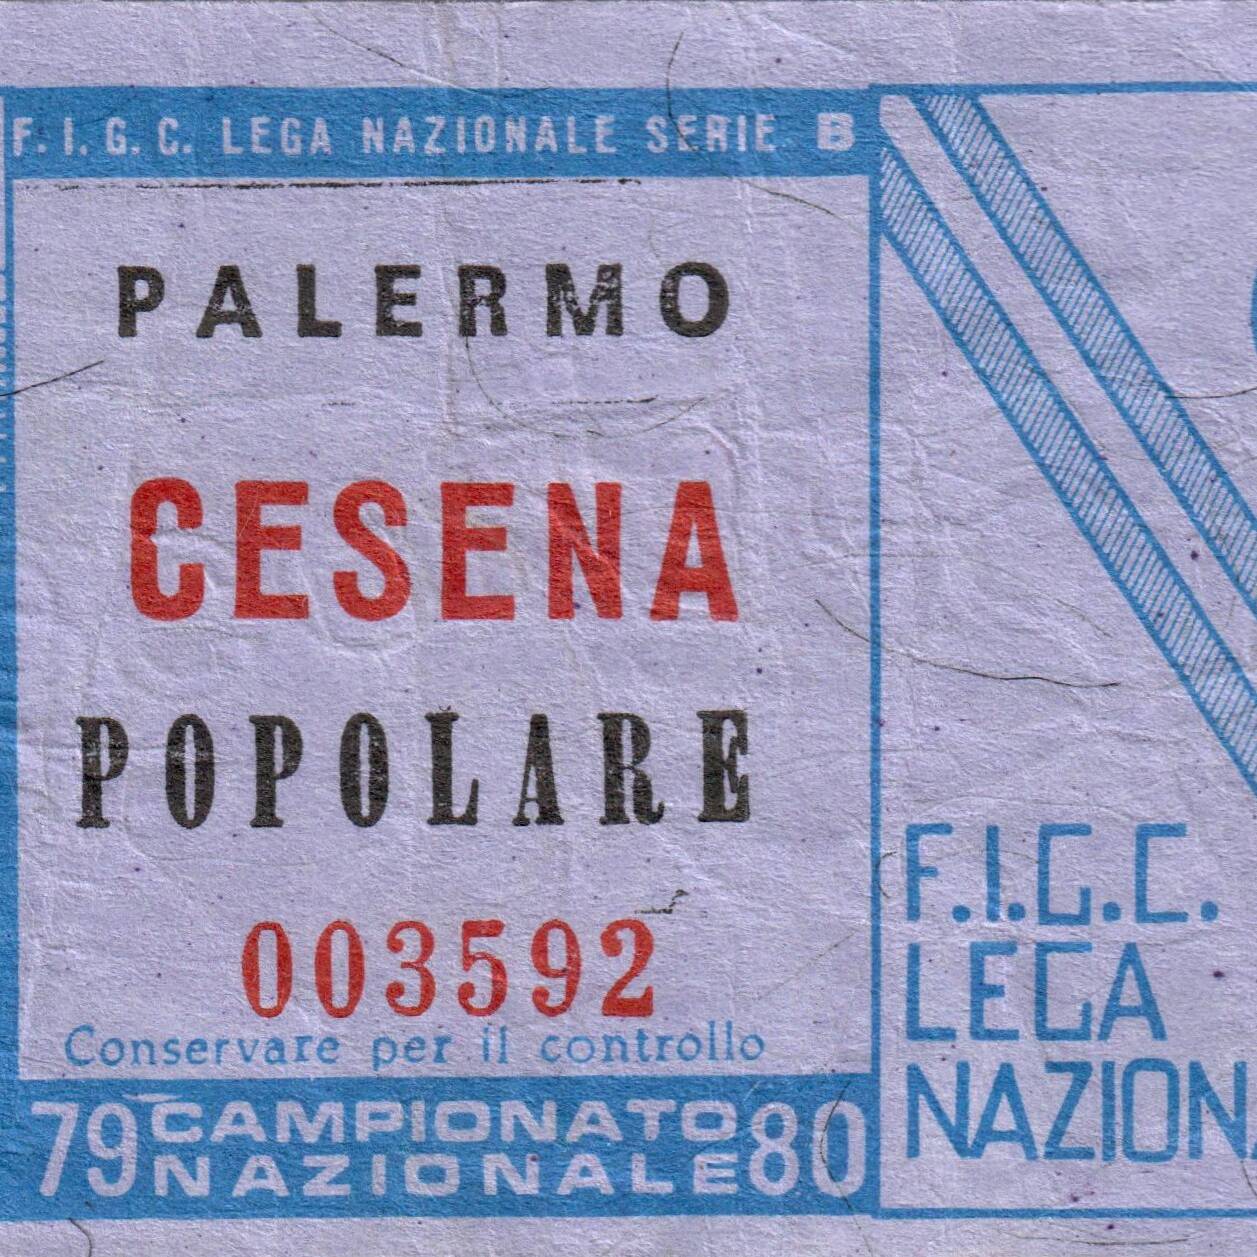 F. I. G. C. LEGA NAZIONALE SERIE B
PALERMO
CESENA
POPOLARE
003592
Conservare per il controllo
79 CAMPIONATO NAZIONALE 80
F.I.G.C.
LEGA